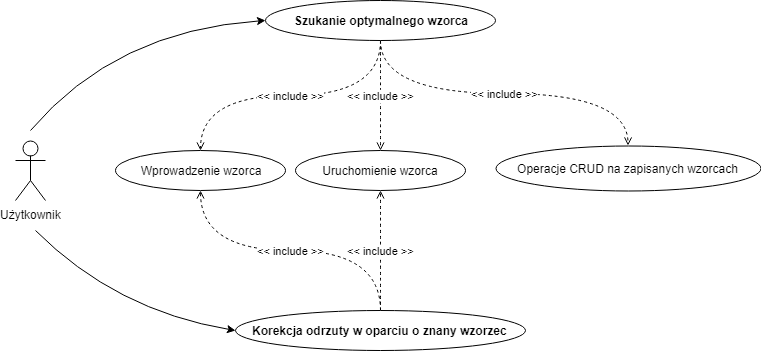 Szukanie optymalnego wzorca
<< include >>
<< include >>
<< include >>
Wprowadzenie wzorca
Uruchomienie wzorca
Operacje CRUD na zapisanych wzorcach
Użytkownik
<< include >>
<< include >>
Korekcja odrzuty w oparciu o znany wzorzec